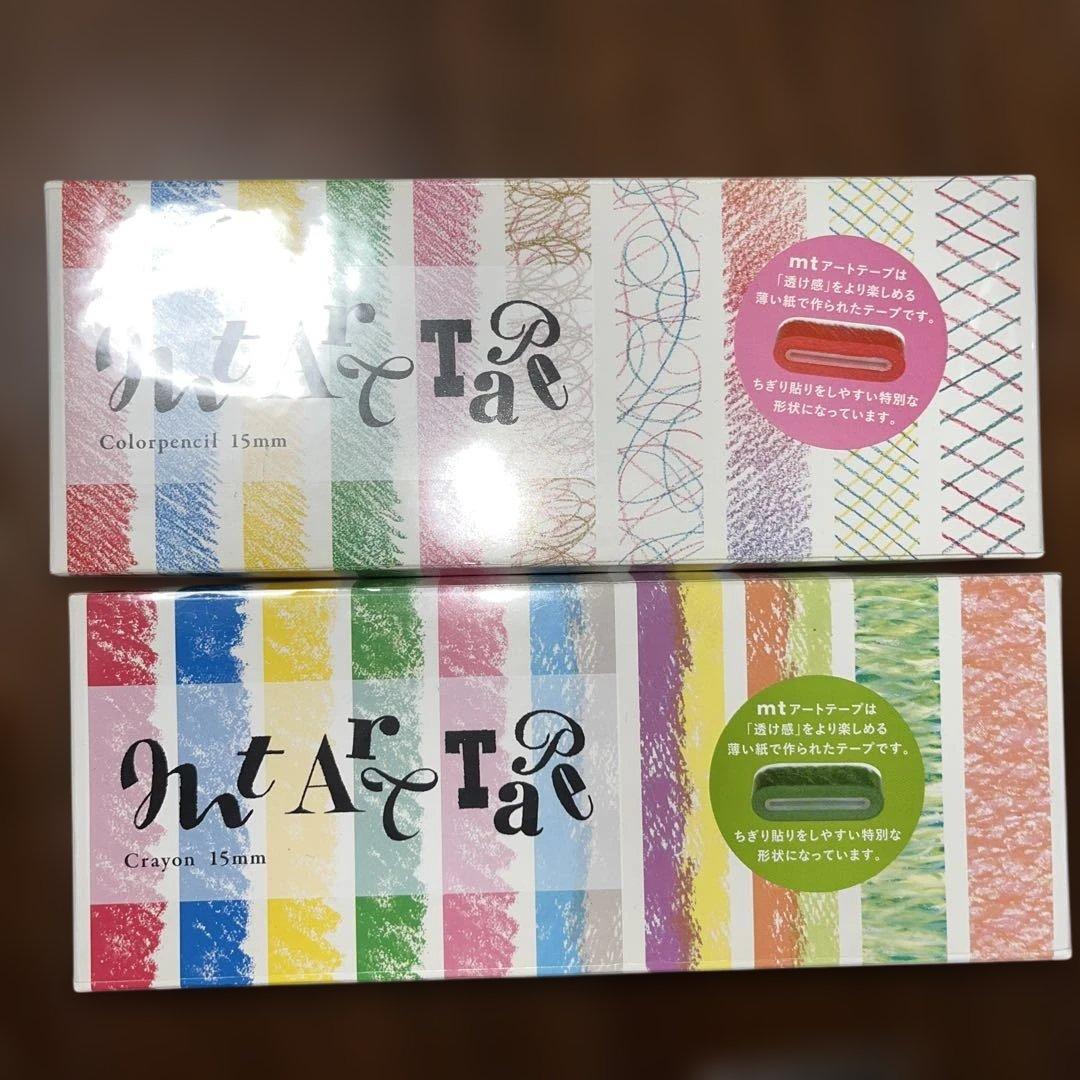 mt Art Tape
Colorpencil 15mm
mtアートテープは
「透け感」をより楽しめる
薄い紙で作られたテープです。
ちぎり貼りをしやすい特別な
形状になっています。
mt Art Tape
Crayon 15mm
mtアートテープは
「透け感」をより楽しめる
薄い紙で作られたテープです。
ちぎり貼りをしやすい特別な
形状になっています。